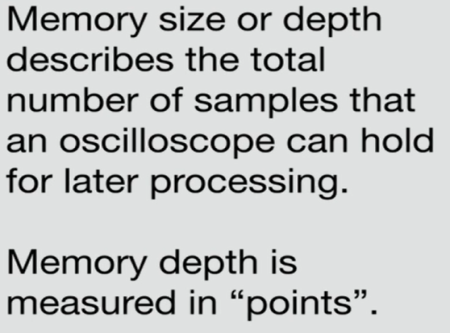 Memory size or depth
describes the total
number of samples that
an oscilloscope can hold
for later processing.
Memory depth is
measured in “points”.